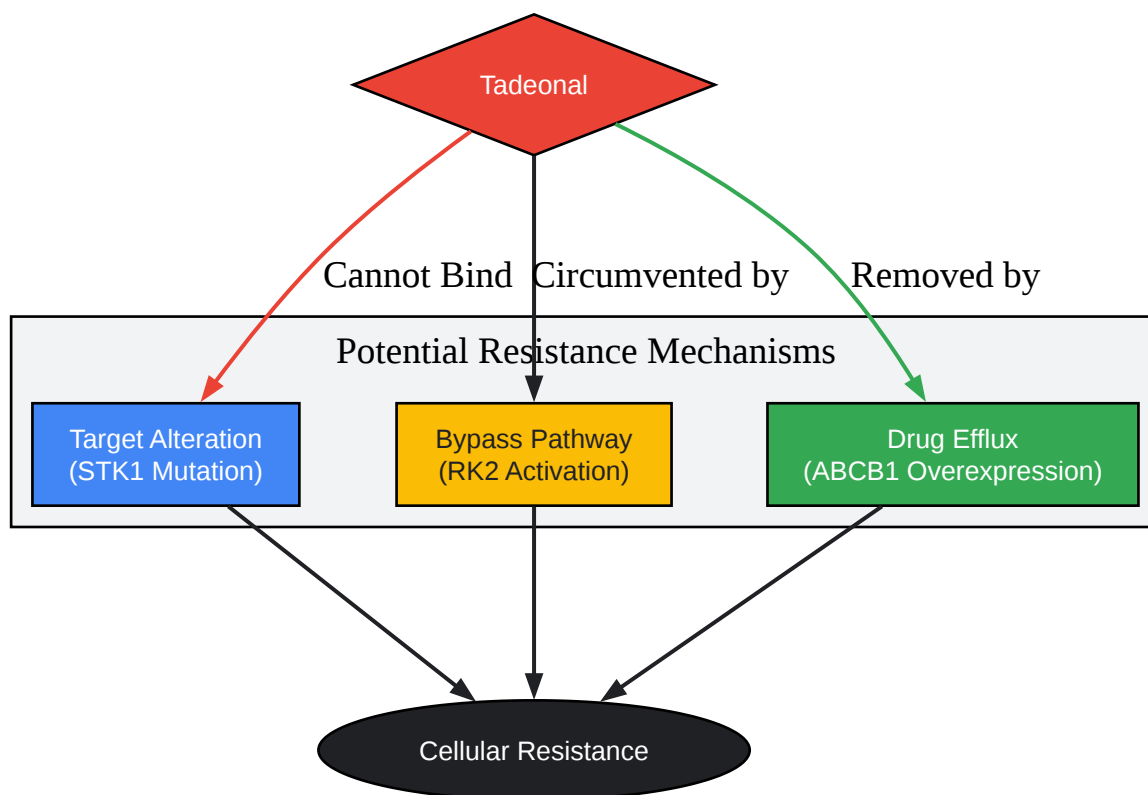 Tadeonal
Cannot Bind
Circumvented by
Removed by
Potential Resistance Mechanisms
Target Alteration
(STK1 Mutation)
Bypass Pathway
(RK2 Activation)
Drug Efflux
(ABCB1 Overexpression)
Cellular Resistance